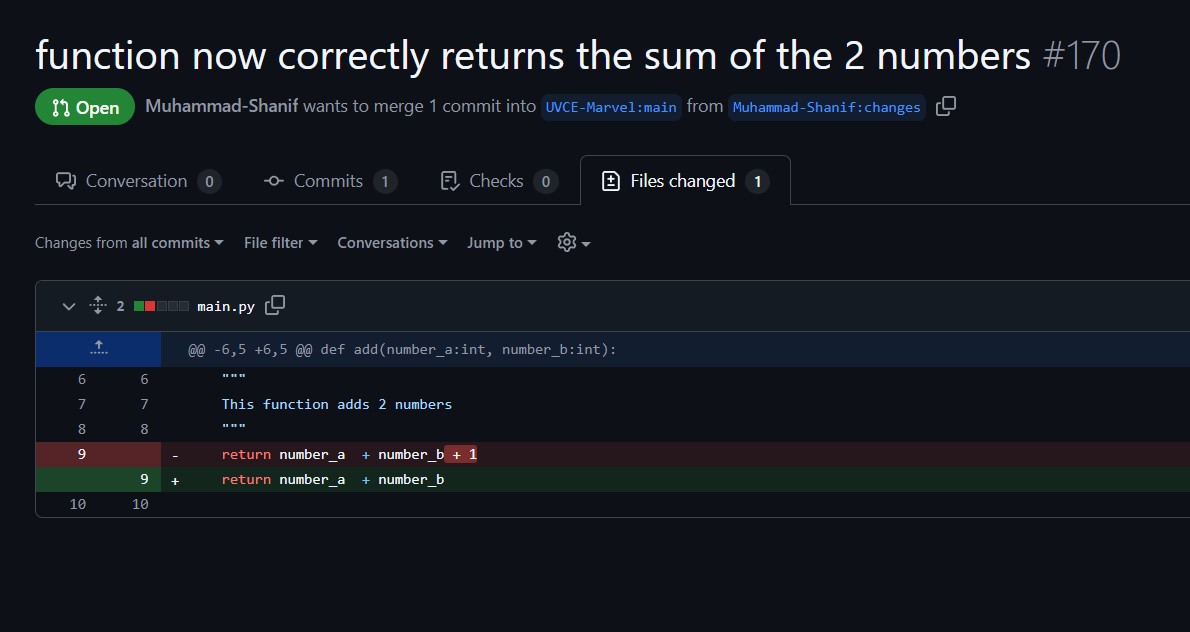 function now correctly returns the sum of the 2 numbers #170
Open Muhammad-Shanif wants to merge 1 commit into UVCE-Marvel:main from Muhammad-Shanif:changes
Conversation 0 Commits 1 Checks 0 Files changed 1
Changes from all commits File filter Conversations Jump to
2 main.py
@@ -6,5 +6,5 @@ def add(number_a:int, number_b:int):
6 6 """
7 7 This function adds 2 numbers
8 8 """
9 - return number_a  + number_b + 1
9 + return number_a  + number_b
10 10